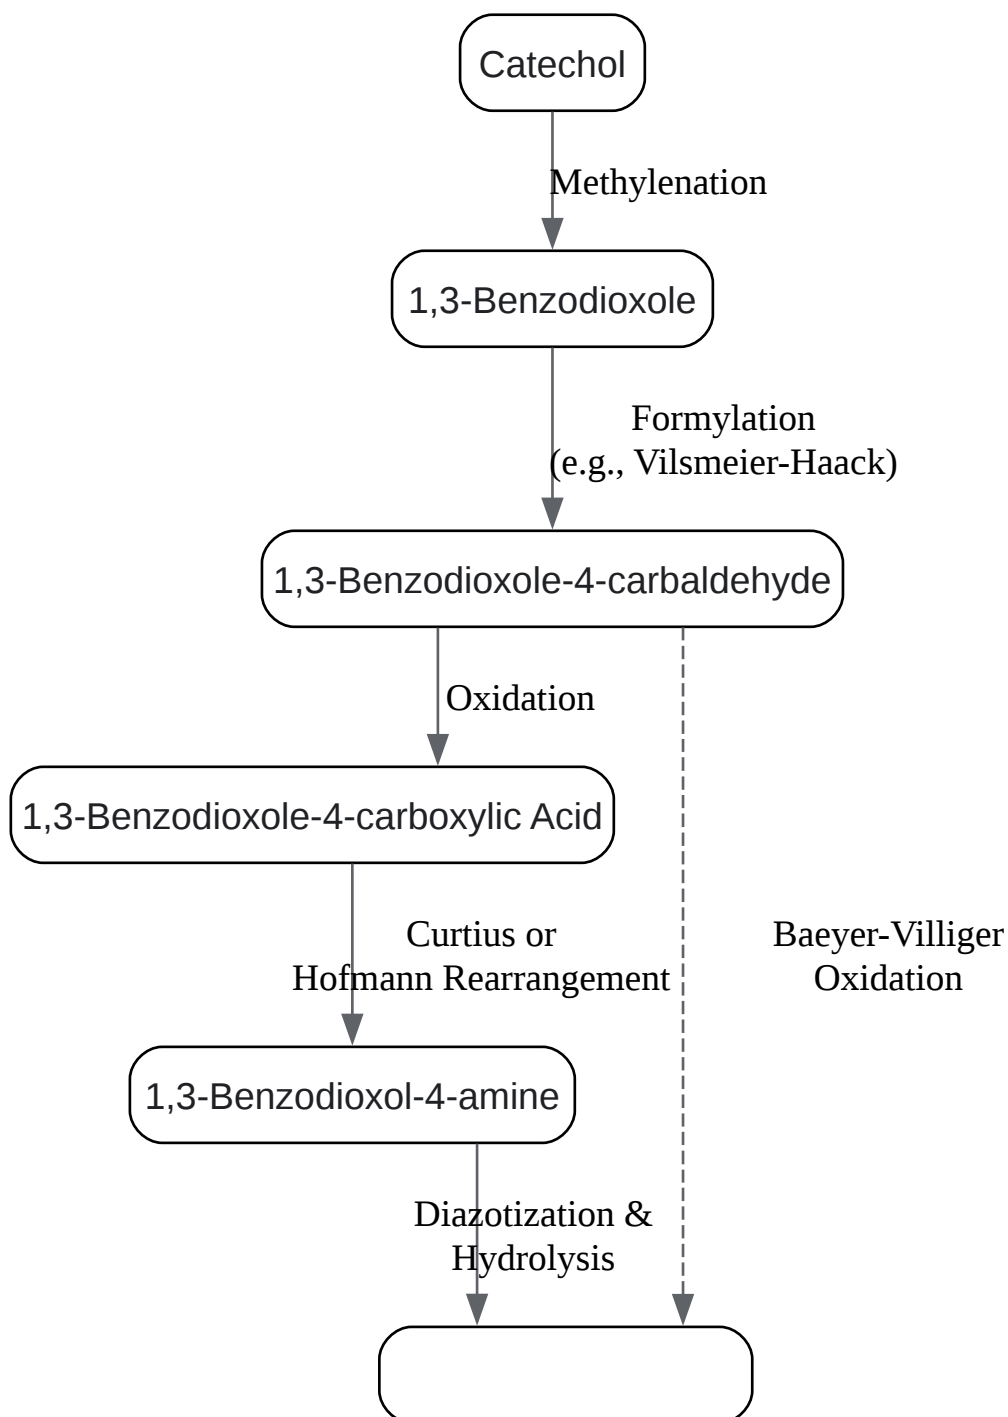 Catechol
Methylenation
1,3-Benzodioxole
Formylation
(e.g., Vilsmeier-Haack)
1,3-Benzodioxole-4-carbaldehyde
Oxidation
1,3-Benzodioxole-4-carboxylic Acid
Curtius or
Hofmann Rearrangement
Baeyer-Villiger
Oxidation
1,3-Benzodioxol-4-amine
Diazotization &
Hydrolysis